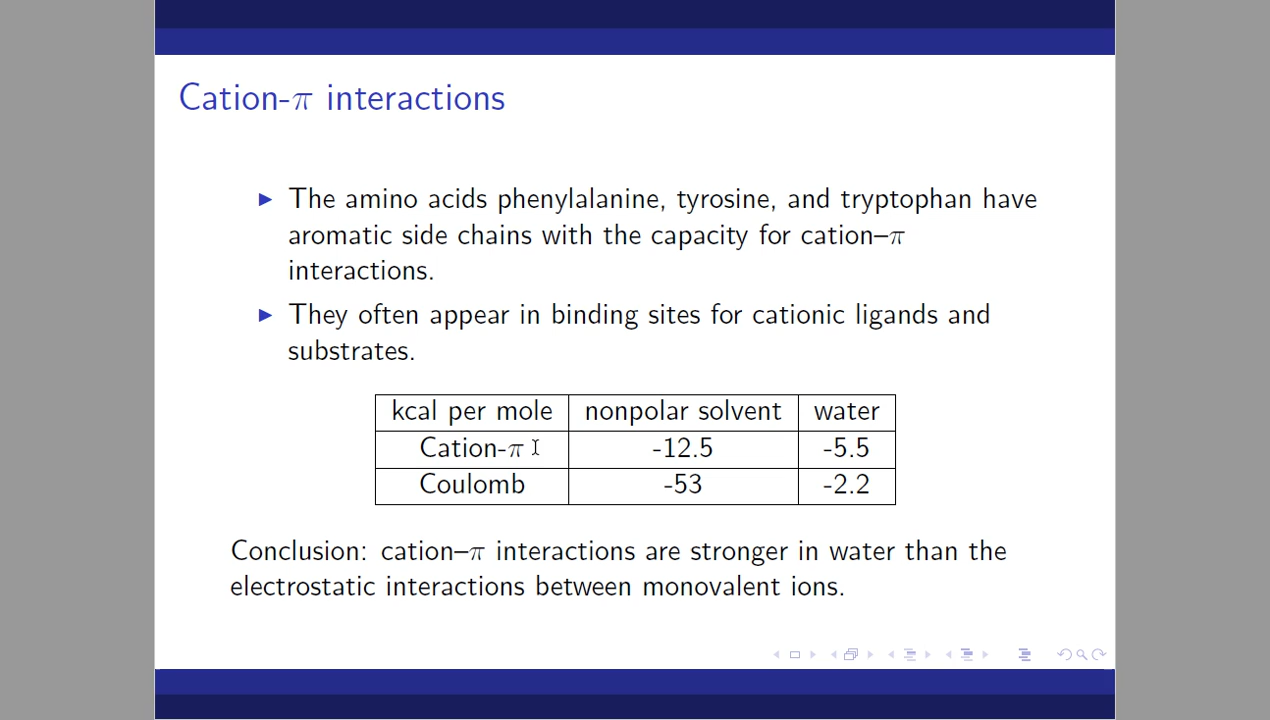 Cation-π interactions
▶ The amino acids phenylalanine, tyrosine, and tryptophan have
aromatic side chains with the capacity for cation–π
interactions.
▶ They often appear in binding sites for cationic ligands and
substrates.
kcal per mole nonpolar solvent water
Cation-π -12.5 -5.5
Coulomb -53 -2.2
Conclusion: cation–π interactions are stronger in water than the
electrostatic interactions between monovalent ions.